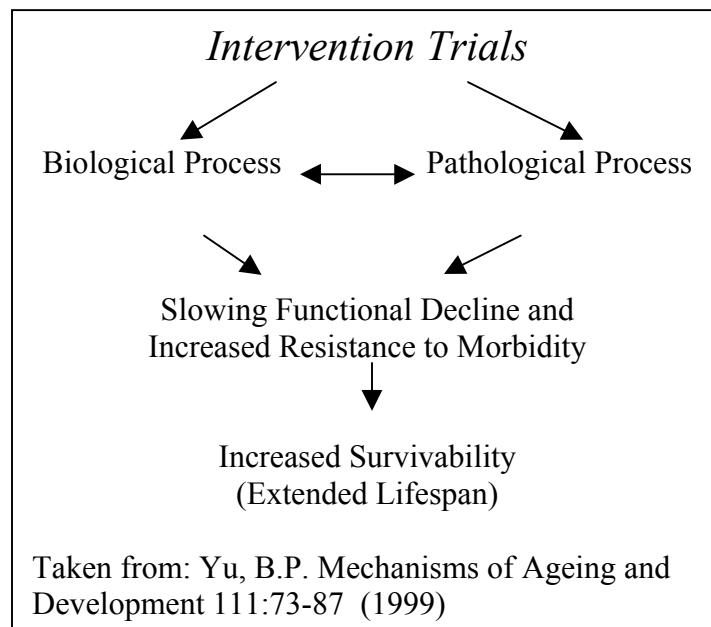 Intervention Trials
Biological Process
Pathological Process
Slowing Functional Decline and
Increased Resistance to Morbidity
Increased Survivability
(Extended Lifespan)
Taken from: Yu, B.P. Mechanisms of Ageing and
Development 111:73-87 (1999)